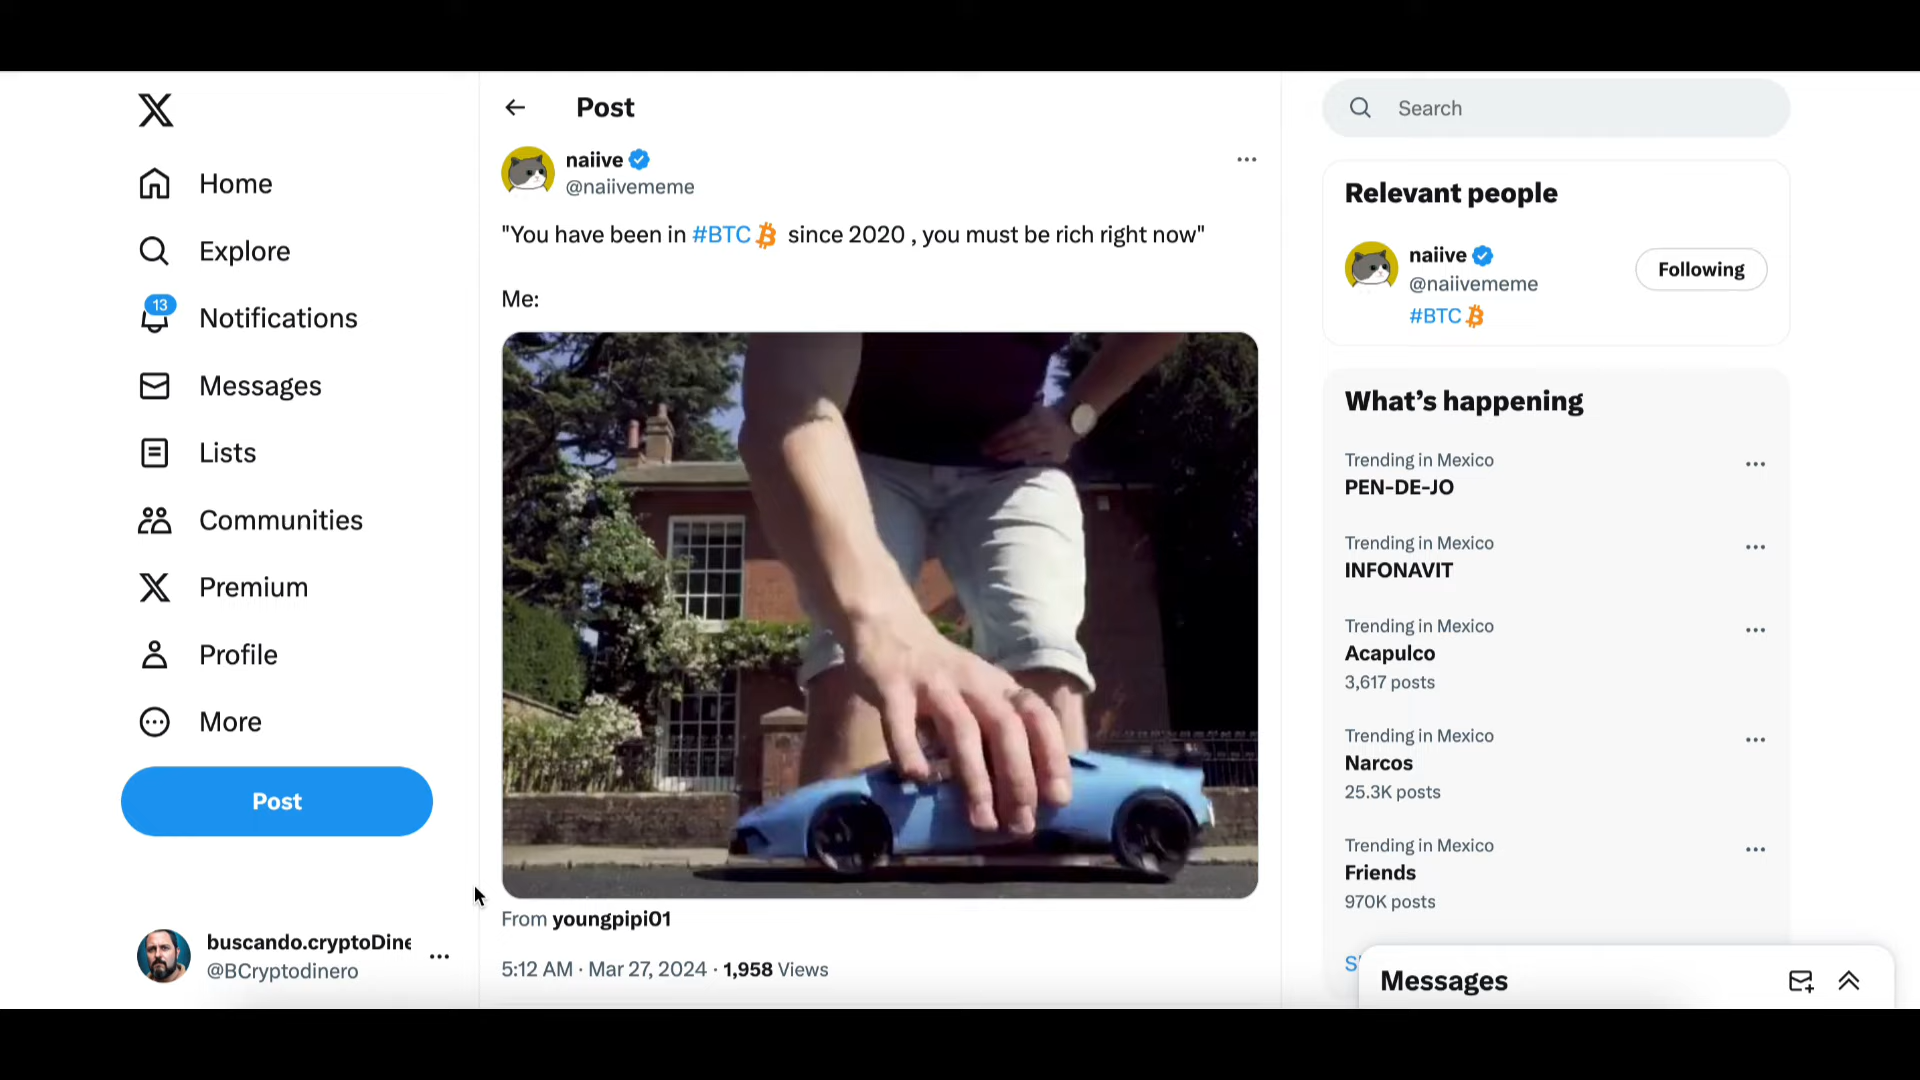 Home
Explore
13
Notifications
Messages
Lists
Communities
Premium
Profile
More
Post
buscando.cryptoDine
@BCryptodinero
Post
naiive
@naiivememe
"You have been in #BTC since 2020 , you must be rich right now"
Me:
From youngpipi01
5:12 AM · Mar 27, 2024 · 1,958 Views
Search
Relevant people
naiive
@naiivememe
Following
#BTC
What's happening
Trending in Mexico
PEN-DE-JO
Trending in Mexico
INFONAVIT
Trending in Mexico
Acapulco
3,617 posts
Trending in Mexico
Narcos
25.3K posts
Trending in Mexico
Friends
970K posts
Messages